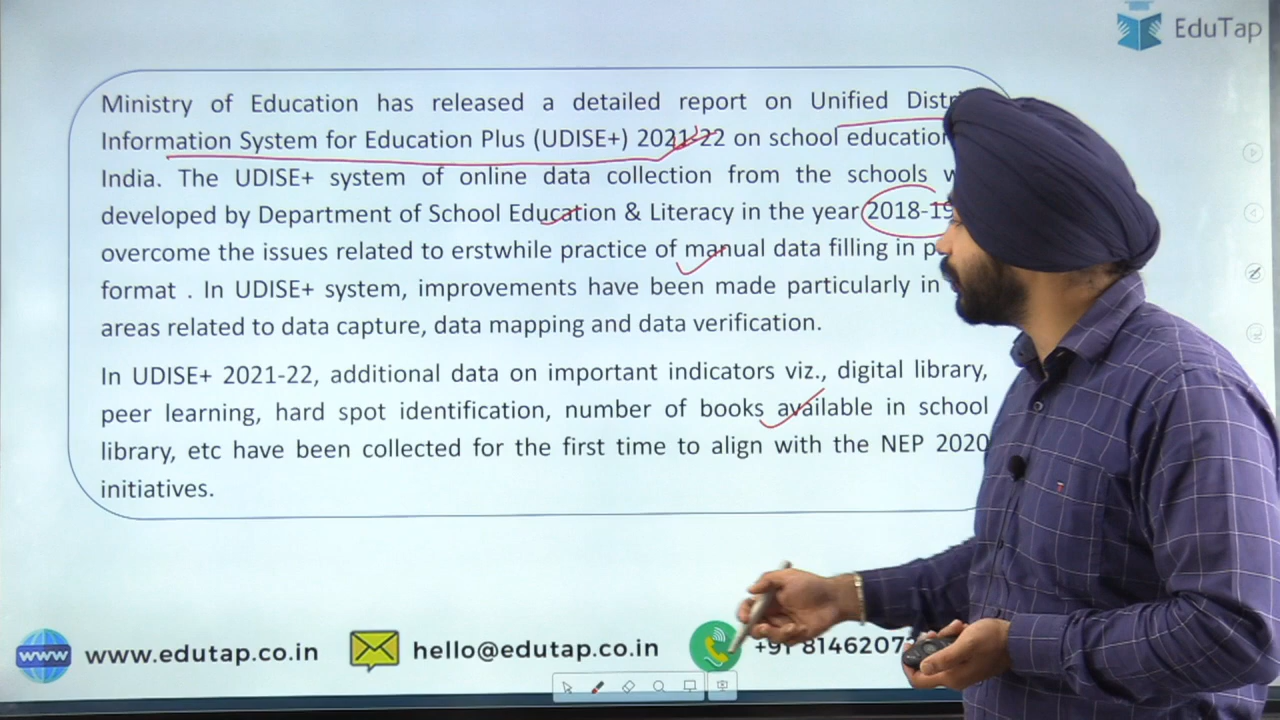 EduTap
Ministry of Education has released a detailed report on Unified
Information System for Education Plus (UDISE+) 2021-22 on school education
India. The UDISE+ system of online data collection from the schools
developed by Department of School Education & Literacy in the year 2018-19
overcome the issues related to erstwhile practice of manual data filling in
format . In UDISE+ system, improvements have been made particularly in
areas related to data capture, data mapping and data verification.
In UDISE+ 2021-22, additional data on important indicators viz., digital library,
peer learning, hard spot identification, number of books available in school
library, etc have been collected for the first time to align with the NEP 2020
initiatives.
www www.edutap.co.in hello@edutap.co.in +91 8146207